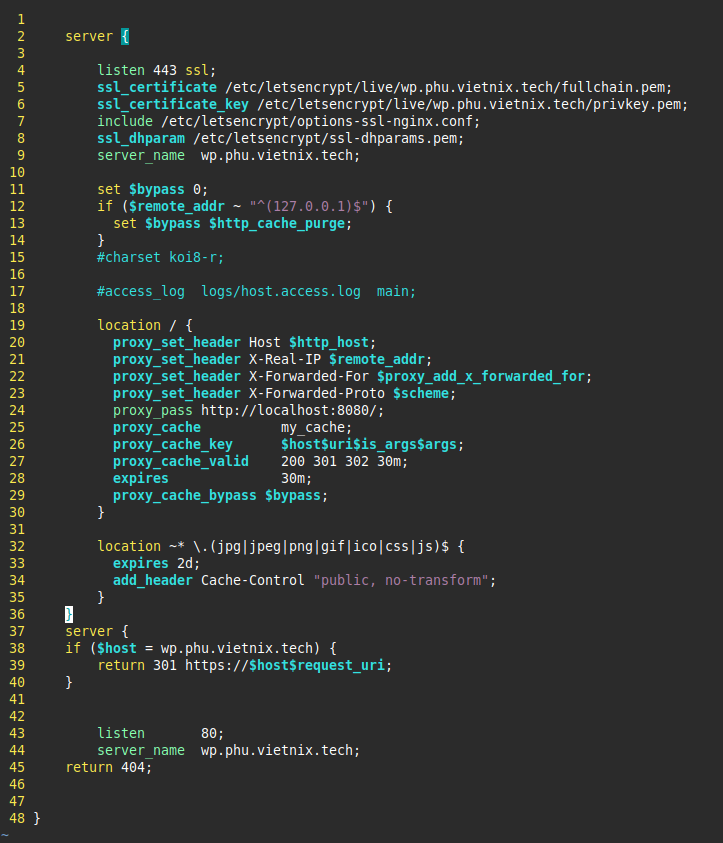 1
2     server {
3
4         listen 443 ssl;
5         ssl_certificate /etc/letsencrypt/live/wp.phu.vietnix.tech/fullchain.pem;
6         ssl_certificate_key /etc/letsencrypt/live/wp.phu.vietnix.tech/privkey.pem;
7         include /etc/letsencrypt/options-ssl-nginx.conf;
8         ssl_dhparam /etc/letsencrypt/ssl-dhparams.pem;
9         server_name  wp.phu.vietnix.tech;
10
11         set $bypass 0;
12         if ($remote_addr ~ "^(127.0.0.1)$") {
13           set $bypass $http_cache_purge;
14         }
15         #charset koi8-r;
16
17         #access_log  logs/host.access.log  main;
18
19         location / {
20           proxy_set_header Host $http_host;
21           proxy_set_header X-Real-IP $remote_addr;
22           proxy_set_header X-Forwarded-For $proxy_add_x_forwarded_for;
23           proxy_set_header X-Forwarded-Proto $scheme;
24           proxy_pass http://localhost:8080/;
25           proxy_cache          my_cache;
26           proxy_cache_key      $host$uri$is_args$args;
27           proxy_cache_valid    200 301 302 30m;
28           expires              30m;
29           proxy_cache_bypass $bypass;
30         }
31
32         location ~* \.(jpg|jpeg|png|gif|ico|css|js)$ {
33           expires 2d;
34           add_header Cache-Control "public, no-transform";
35         }
36     }
37     server {
38     if ($host = wp.phu.vietnix.tech) {
39         return 301 https://$host$request_uri;
40     }
41
42
43         listen       80;
44         server_name  wp.phu.vietnix.tech;
45     return 404;
46
47
48 }
~